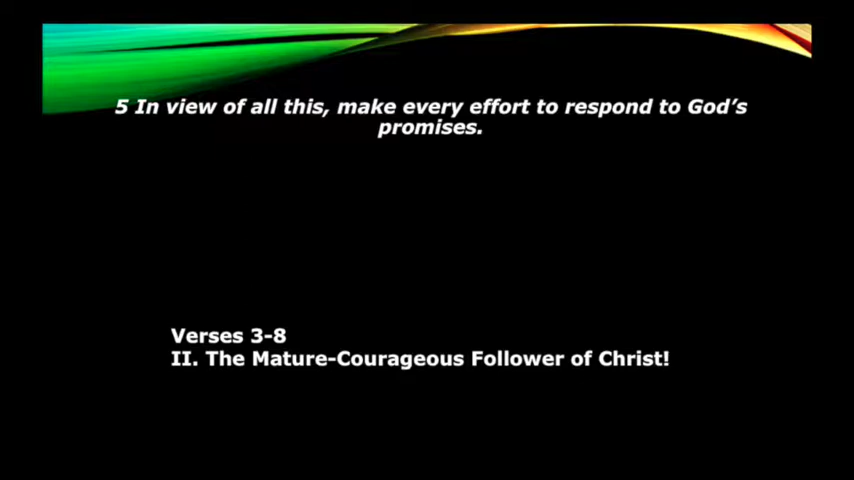 5 In view of all this, make every effort to respond to God’s
promises.
Verses 3-8
II. The Mature-Courageous Follower of Christ!